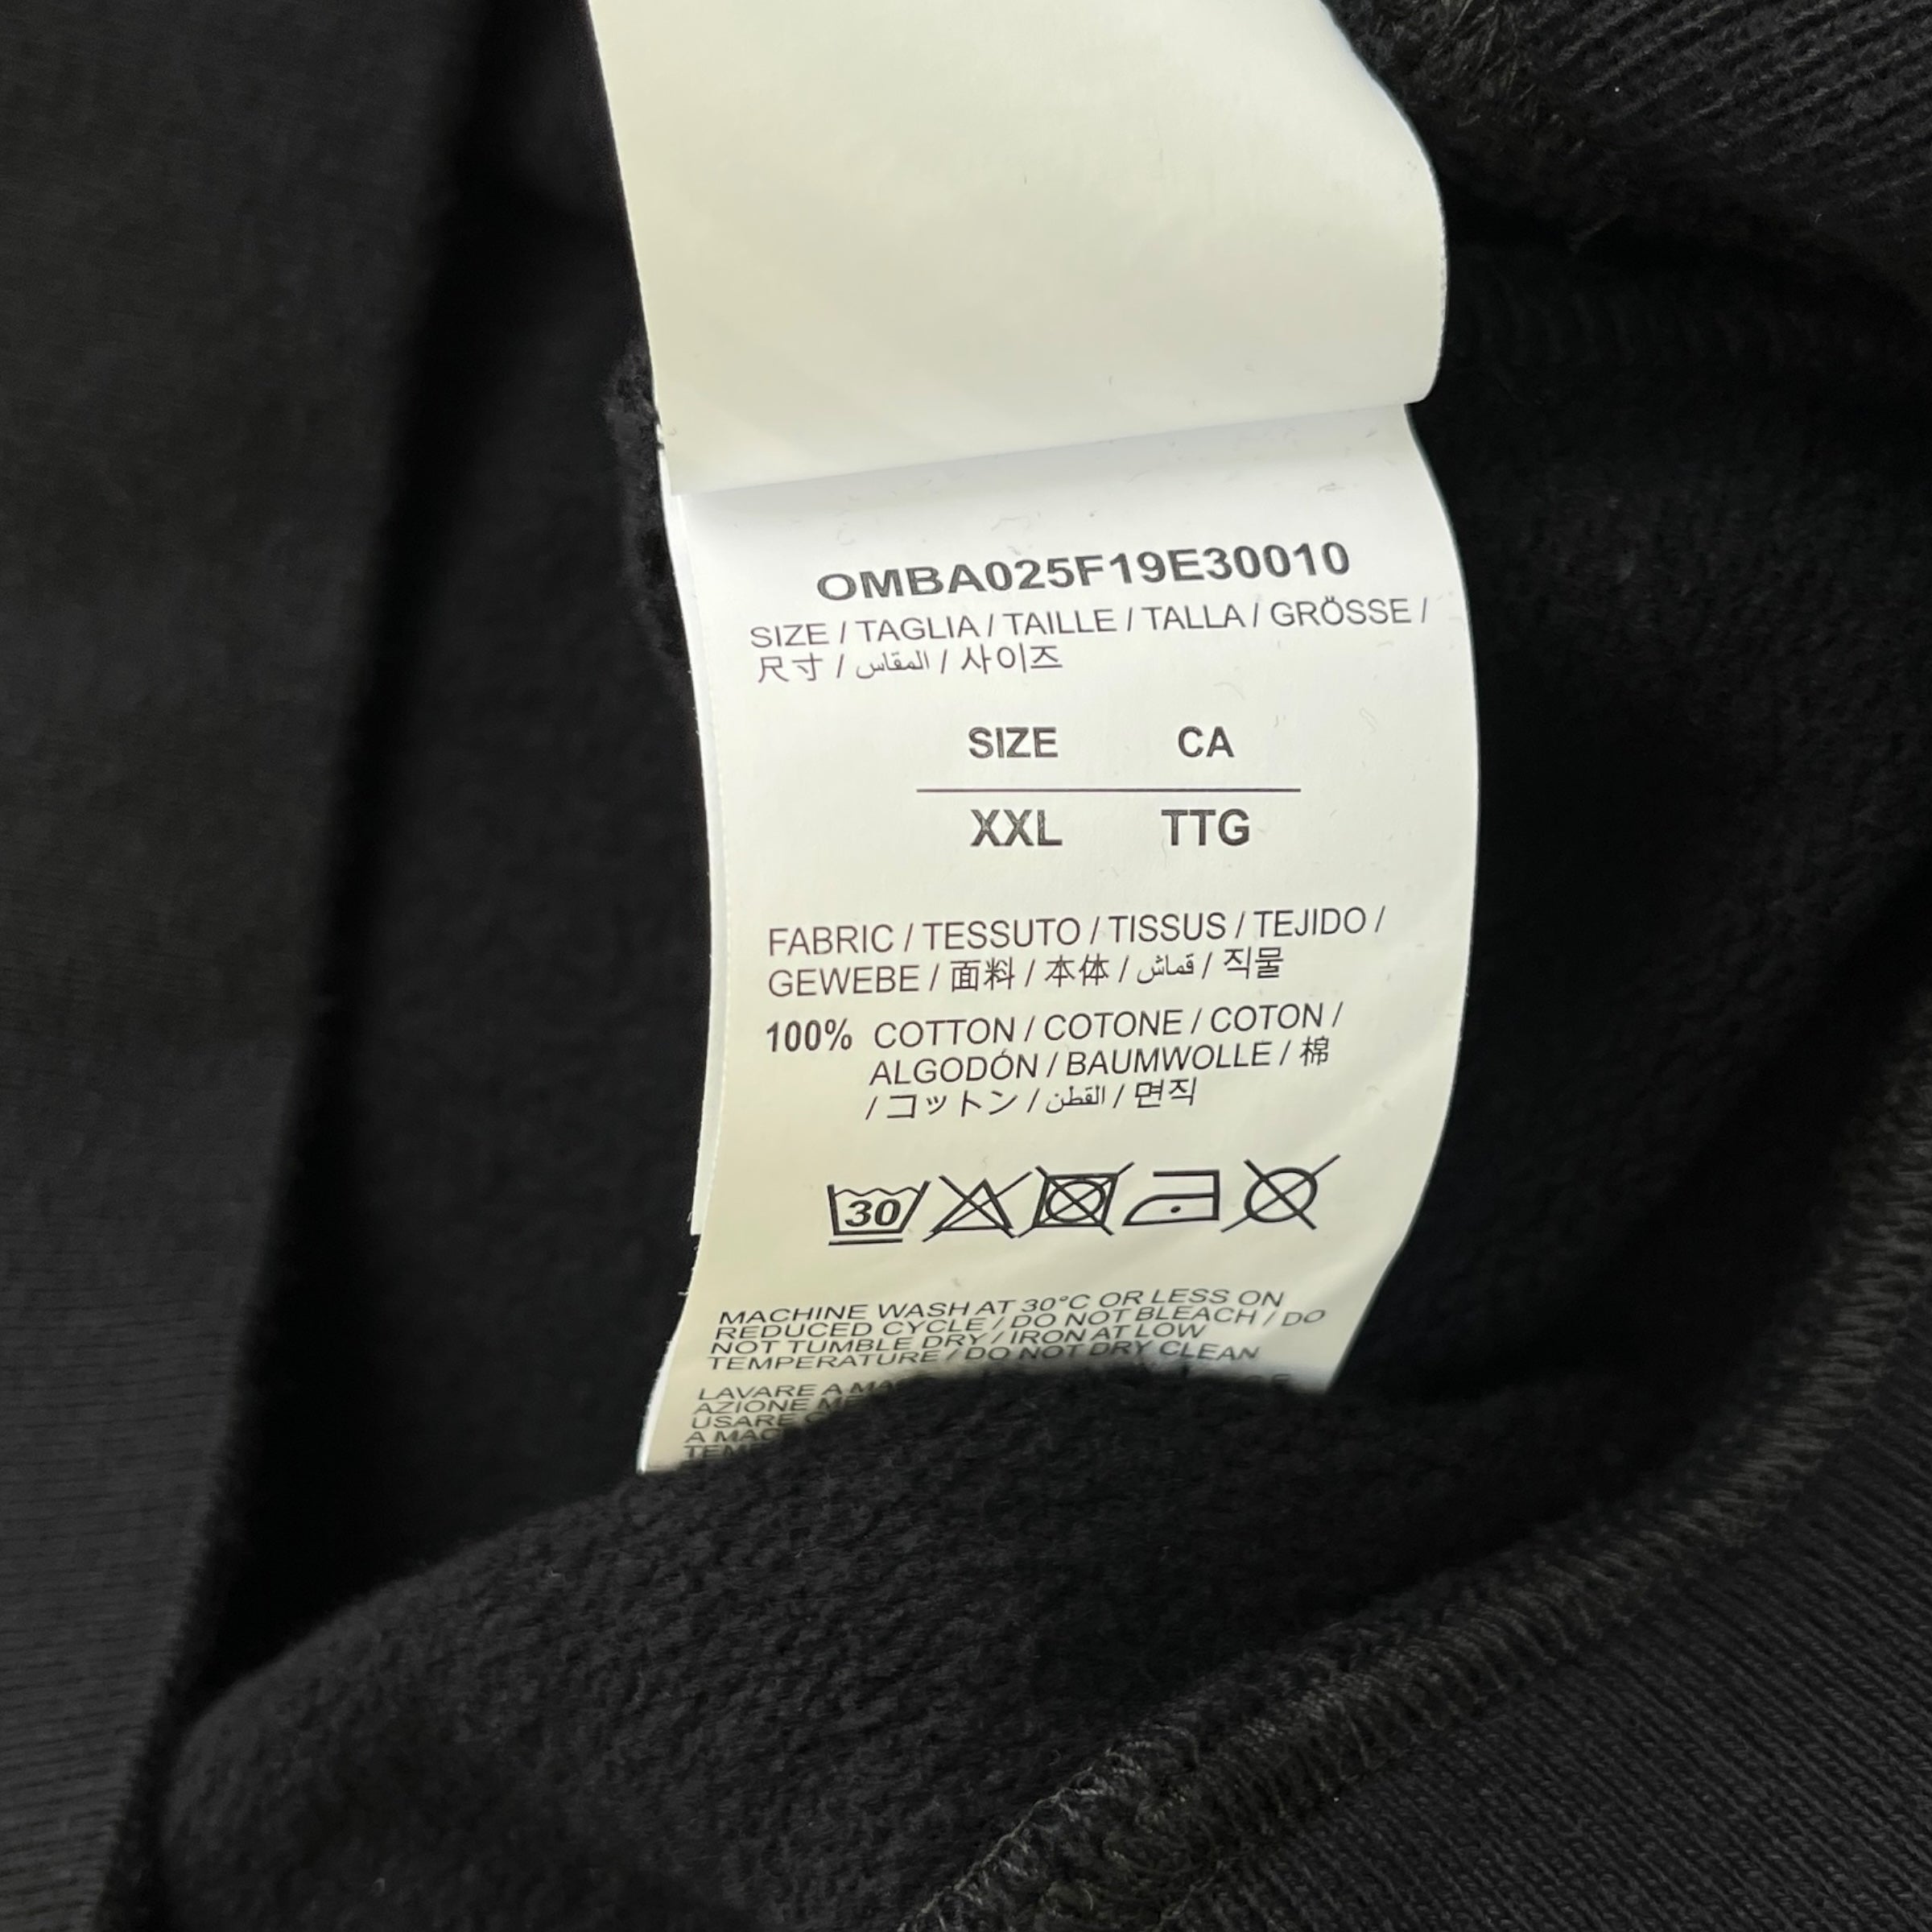 OMBA025F19E30010
SIZE / TAGLIA / TAILLE / TALLA / GRÖSSE /
尺寸 / المقاس / 사이즈
SIZE CA
XXL TTG
FABRIC / TESSUTO / TISSUS / TEJIDO /
GEWEBE / 面料 / 本体 / قماش / 직물
100% COTTON / COTONE / COTON /
ALGODÓN / BAUMWOLLE / 棉
/ コットン / القطن / 면직
30
MACHINE WASH AT 30°C OR LESS ON
REDUCED CYCLE / DO NOT BLEACH / DO
NOT TUMBLE DRY / IRON AT LOW
TEMPERATURE / DO NOT DRY CLEAN
LAVARE A
AZIONE
USARE
A